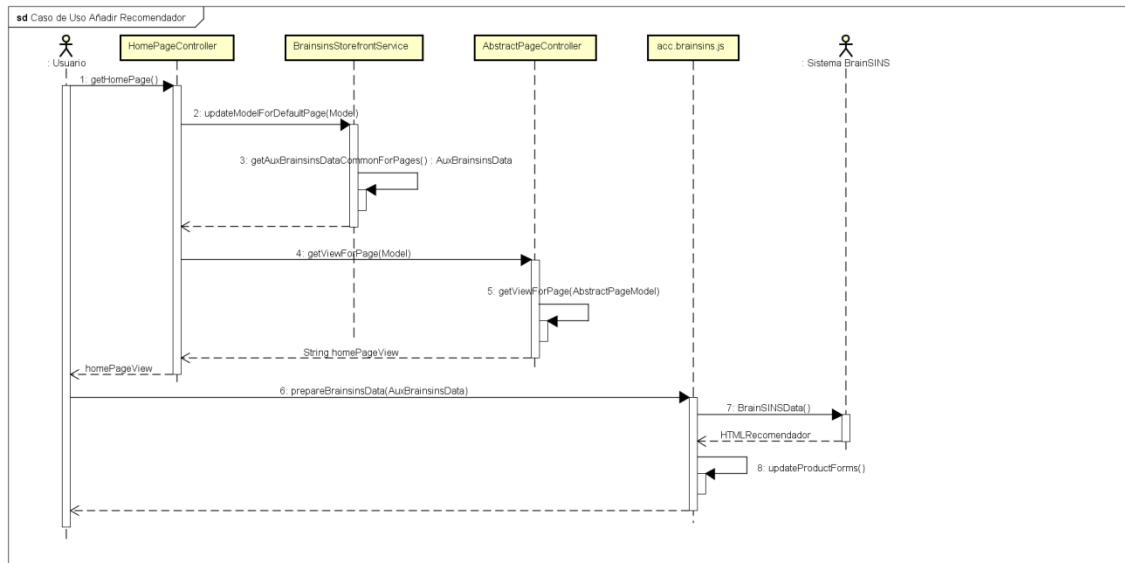 sd Caso de Uso Añadir Recomendador
HomePageController
BrainsinsStorefrontService
AbstractPageController
acc.brainsins.js
: Usuario
: Sistema BrainSINS
1: getHomePage()
2: updateModelForDefaultPage(Model)
3: getAuxBrainsinsDataCommonForPages() : AuxBrainsinsData
4: getViewForPage(Model)
5: getViewForPage(AbstractPageModel)
String homePageView
homePageView
6: prepareBrainsinsData(AuxBrainsinsData)
7: BrainSINSData()
HTMLRecomendador
8: updateProductForms()